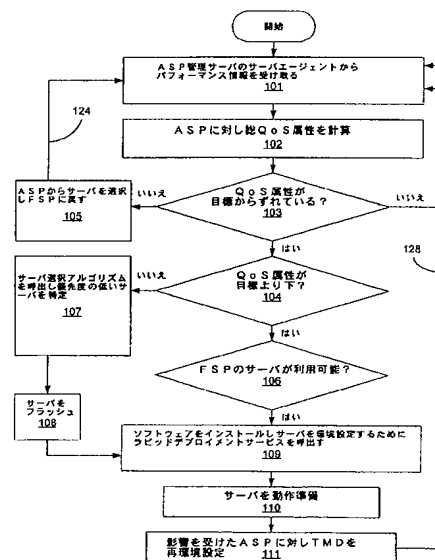 開始
ASP管理サーバのサーバエージェントから
パフォーマンス情報を受け取る
101
124
ASPに対し総QoS属性を計算
102
QoS属性が
目標からずれている?
103
いいえ
いいえ
ASPからサーバを選択
しFSPに戻す
105
はい
128
QoS属性が
目標より下?
104
いいえ
サーバ選択アルゴリズム
を呼出し優先度の低いサ
ーバを特定
107
はい
FSPのサーバが利用可能?
106
サーバを
フラッシュ
108
はい
ソフトウェアをインストールしサーバを環境設定するために
ラピッドデプロイメントサービスを呼出す
109
サーバを動作準備
110
影響を受けたASPに対しTMDを
再環境設定 111